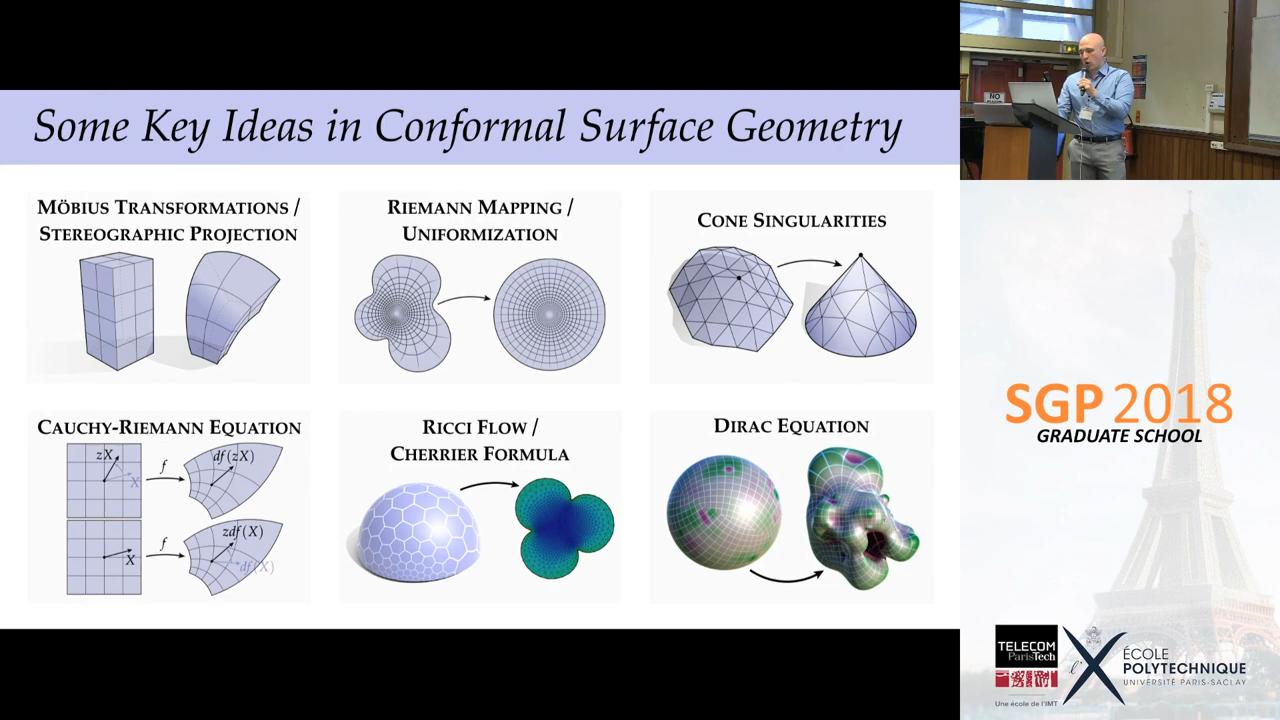 Some Key Ideas in Conformal Surface Geometry
MÖBIUS TRANSFORMATIONS /
STEREOGRAPHIC PROJECTION
RIEMANN MAPPING /
UNIFORMIZATION
CONE SINGULARITIES
CAUCHY-RIEMANN EQUATION
zX
X
f
df(zX)
X
f
zdf(X)
df(X)
RICCI FLOW /
CHERRIER FORMULA
DIRAC EQUATION
NO
SGP 2018
GRADUATE SCHOOL
TELECOM
ParisTech
Une école de l'IMT
l'X
ÉCOLE
POLYTECHNIQUE
UNIVERSITÉ PARIS-SACLAY